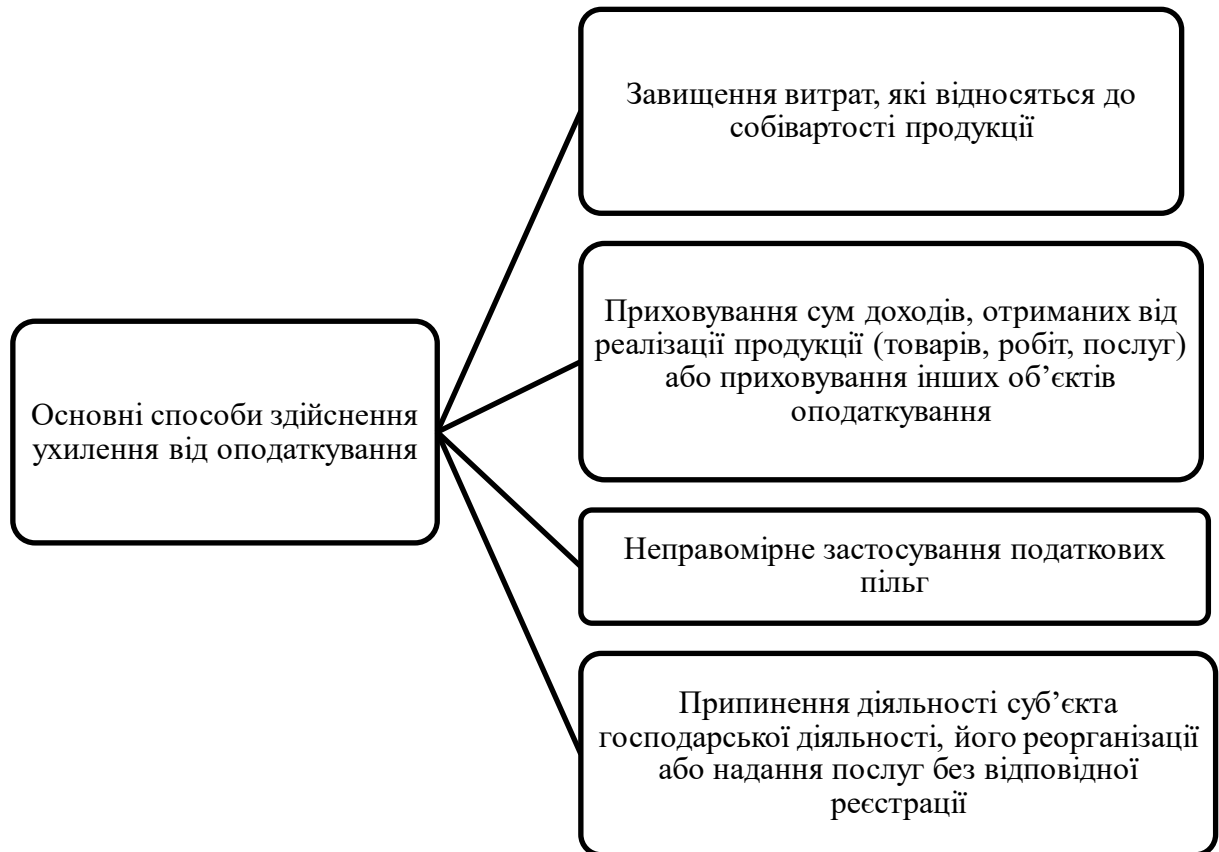 Завищення витрат, які відносяться до
собівартості продукції
Приховування сум доходів, отриманих від
реалізації продукції (товарів, робіт, послуг)
або приховування інших об’єктів
оподаткування
Основні способи здійснення
ухилення від оподаткування
Неправомірне застосування податкових
пільг
Припинення діяльності суб’єкта
господарської діяльності, його реорганізації
або надання послуг без відповідної
реєстрації